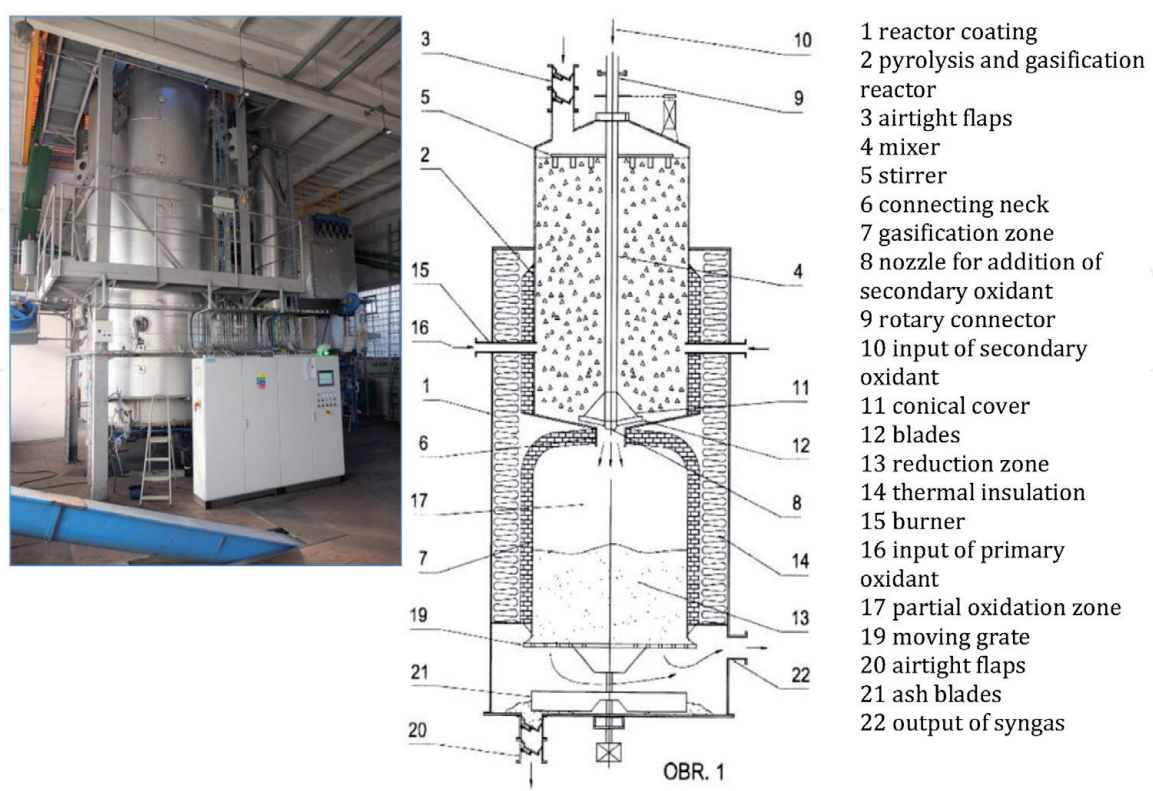 3
10
9
5
2
15
4
16
1
11
6
12
17
8
7
14
19
13
21
22
20
OBR. 1
1 reactor coating
2 pyrolysis and gasification
reactor
3 airtight flaps
4 mixer
5 stirrer
6 connecting neck
7 gasification zone
8 nozzle for addition of
secondary oxidant
9 rotary connector
10 input of secondary
oxidant
11 conical cover
12 blades
13 reduction zone
14 thermal insulation
15 burner
16 input of primary
oxidant
17 partial oxidation zone
19 moving grate
20 airtight flaps
21 ash blades
22 output of syngas